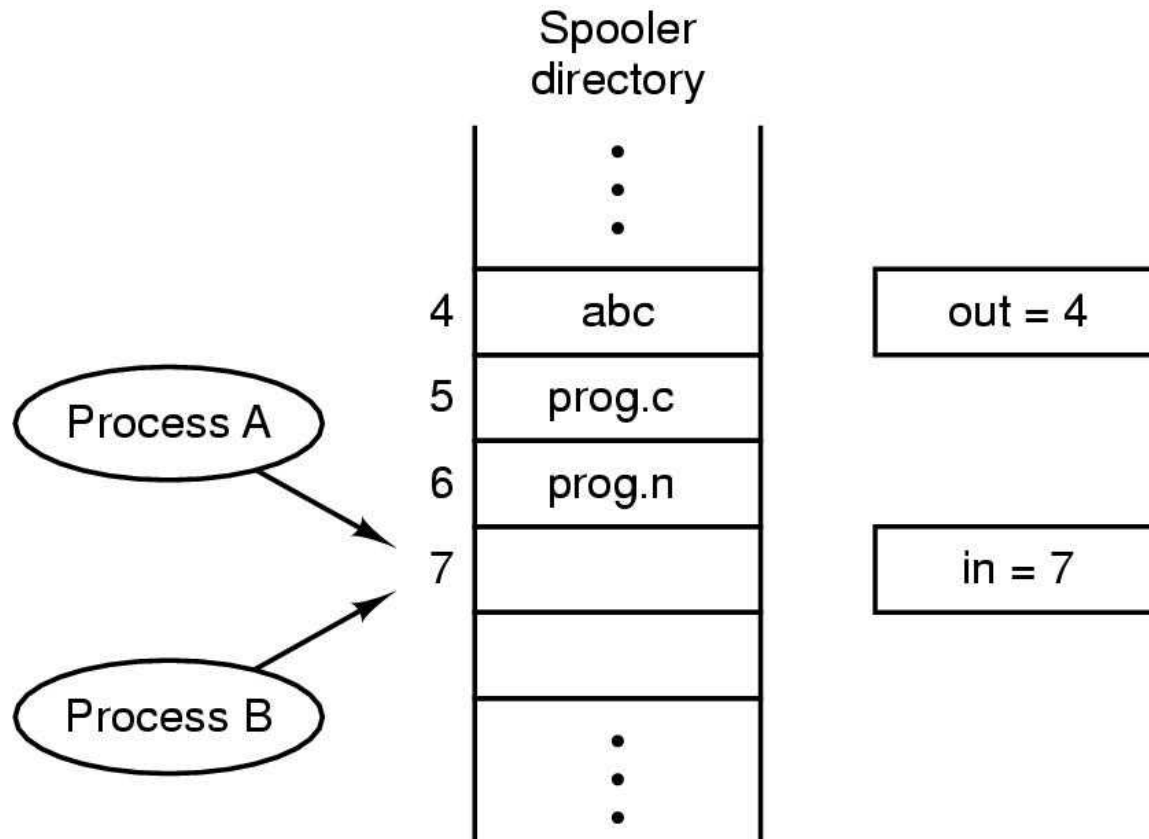 Spooler
directory
4
abc
out = 4
5
prog.c
Process A
6
prog.n
7
in = 7
Process B